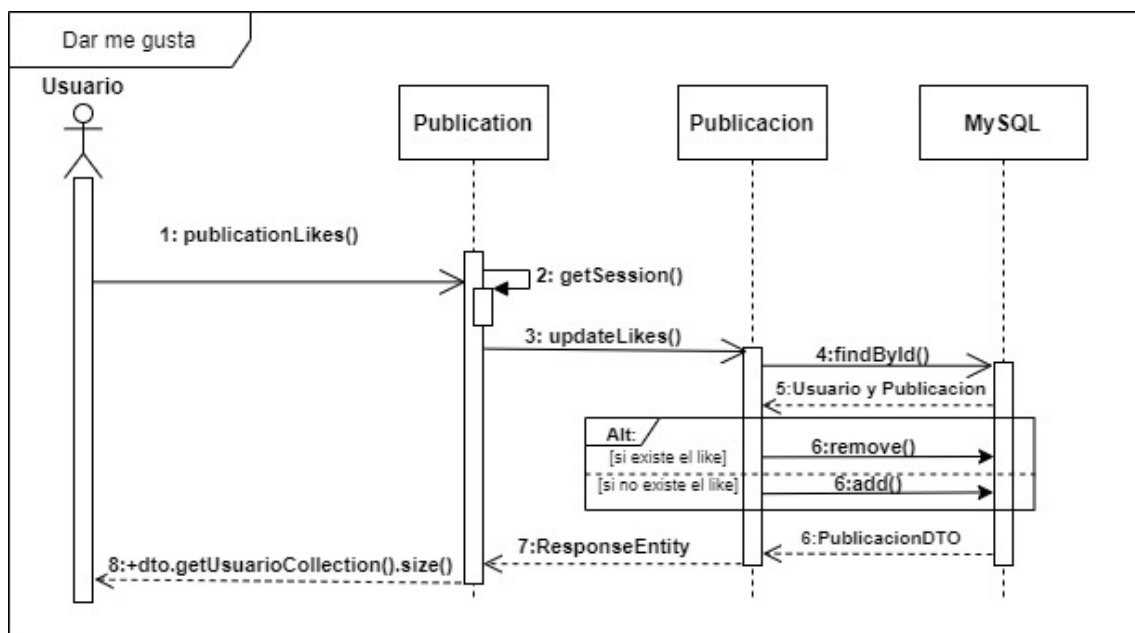 Dar me gusta
Usuario
Publication
Publicacion
MySQL
1: publicationLikes()
2: getSession()
3: updateLikes()
4:findById()
5:Usuario y Publicacion
Alt:
[si existe el like]
6:remove()
[si no existe el like]
6:add()
6:PublicacionDTO
7:ResponseEntity
8:+dto.getUsuarioCollection().size()